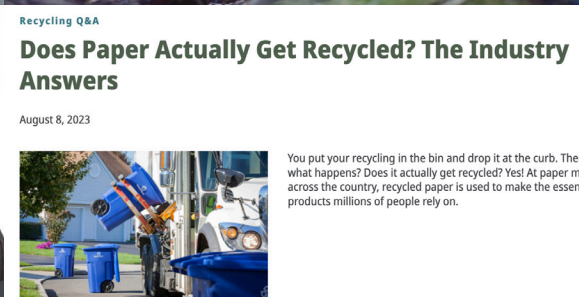 Recycling Q&A
Does Paper Actually Get Recycled? The Industry
Answers
August 8, 2023
You put your recycling in the bin and drop it at the curb. The
what happens? Does it actually get recycled? Yes! At paper m
across the country, recycled paper is used to make the essen
products millions of people rely on.